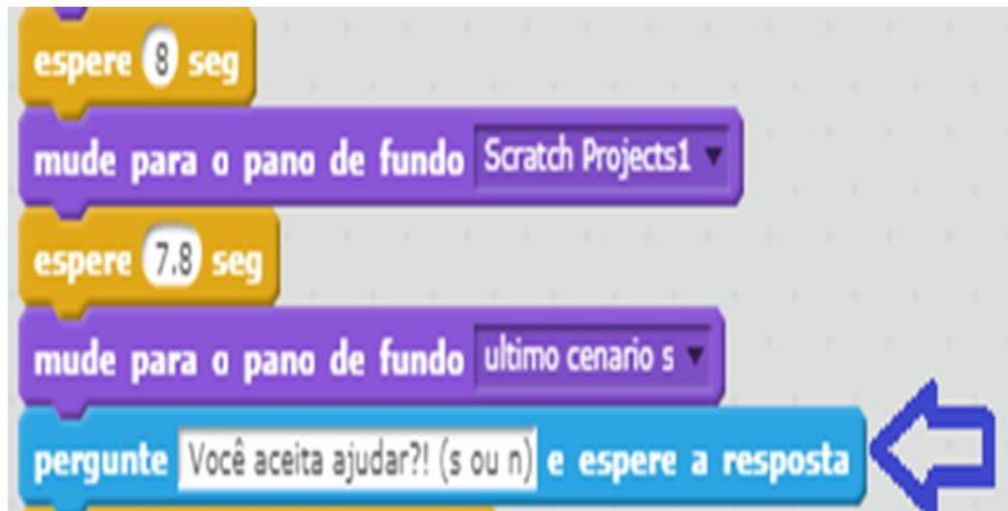 espere 8 seg
mude para o pano de fundo Scratch Projects1
espere 7.8 seg
mude para o pano de fundo ultimo cenario s
pergunte Você aceita ajudar?! (s ou n) e espere a resposta